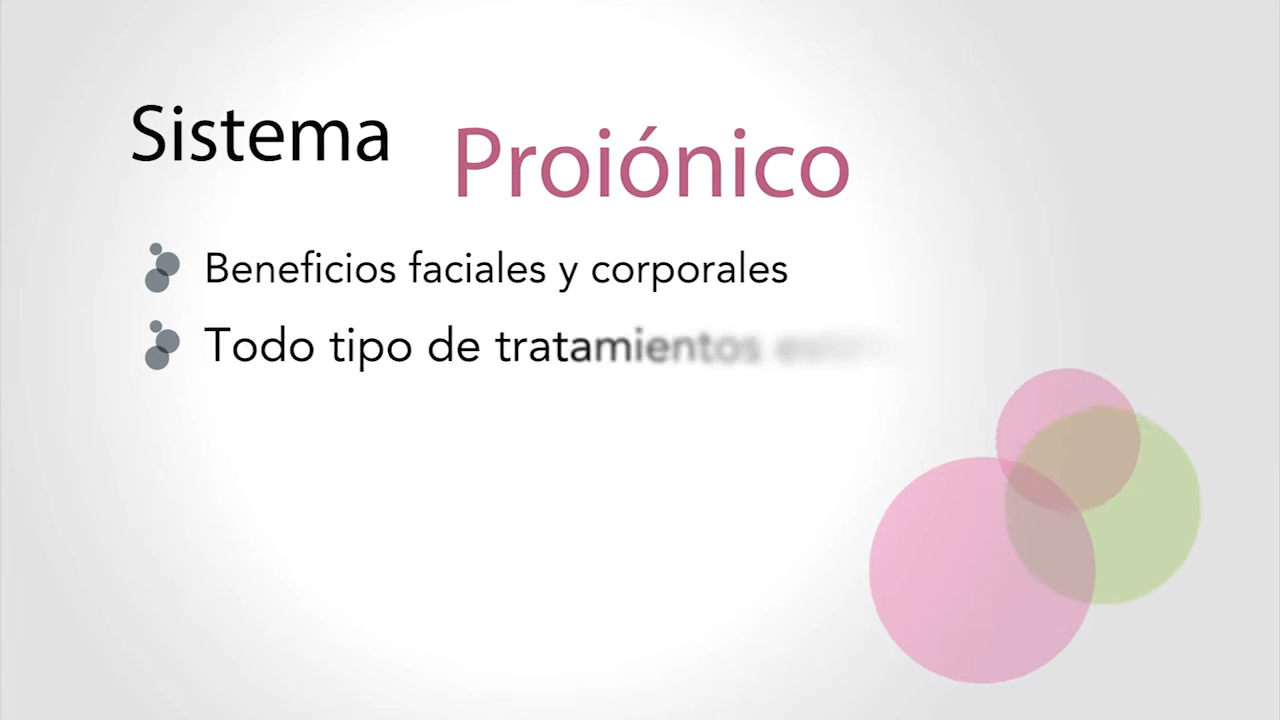 Sistema Proiónico
Beneficios faciales y corporales
Todo tipo de tratamientos